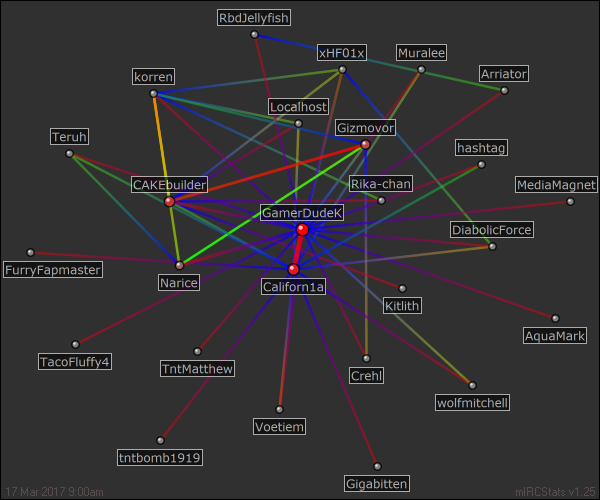 RbdJellyfish
xHF01x
Muralee
korren
Arriator
Localhost
Gizmovor
Teruh
hashtag
CAKEbuilder
Rika-chan
MediaMagnet
GamerDudeK
DiabolicForce
FurryFapmaster
Narice
Californ1a
Kitlith
AquaMark
TacoFluffy4
TntMatthew
Crehl
wolfmitchell
Voetiem
tntbomb1919
Gigabitten
17 Mar 2017 9:00am
mIRCStats v1.25